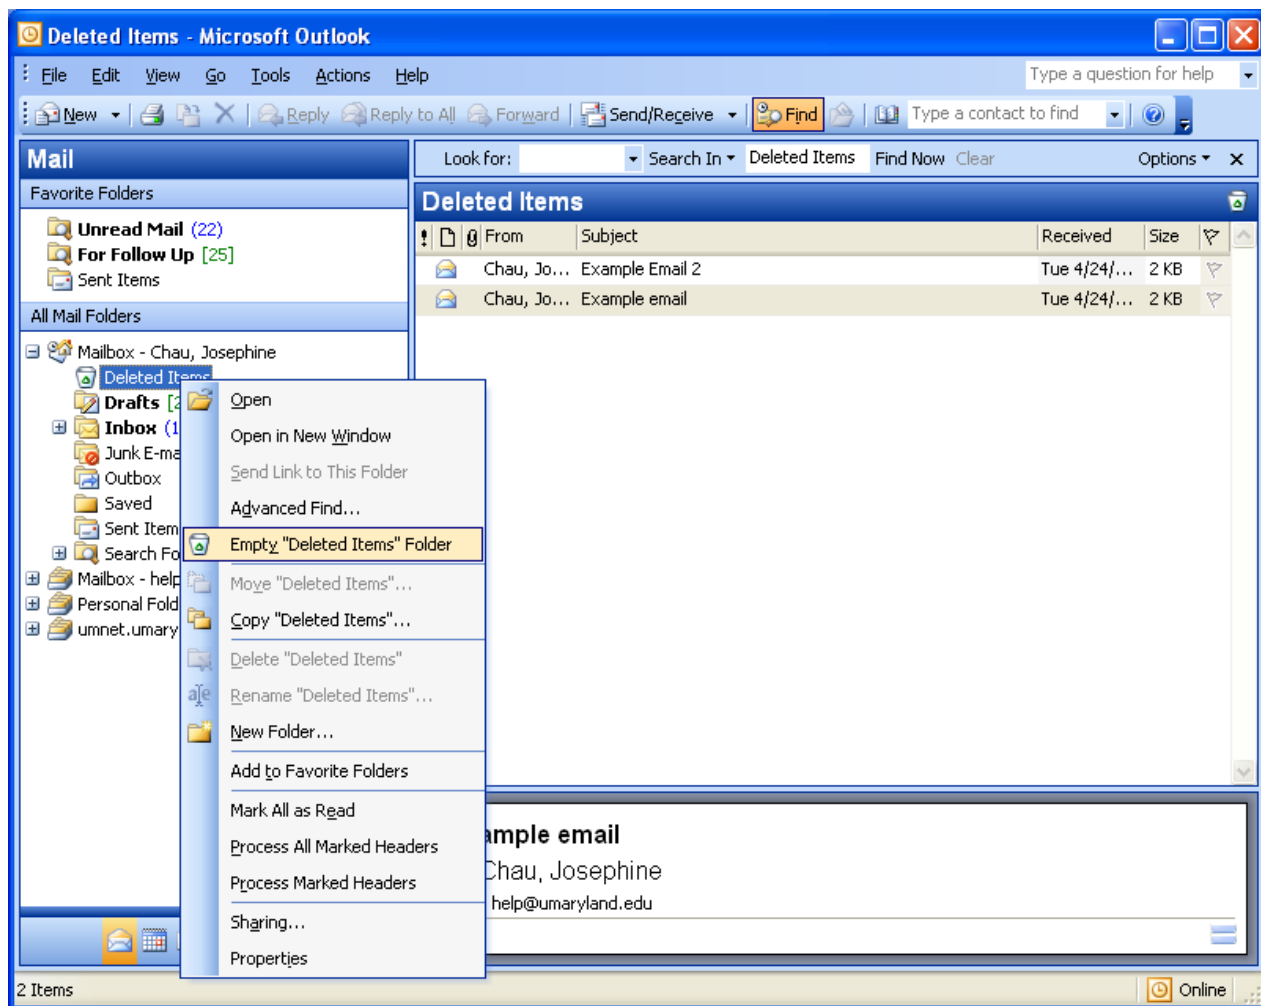 Deleted Items - Microsoft Outlook
File Edit View Go Tools Actions Help Type a question for help
New Reply Reply to All Forward Send/Receive Find Type a contact to find
Mail
Look for: Search In Deleted Items Find Now Clear Options
Favorite Folders
Deleted Items
Unread Mail (22)
For Follow Up [25]
Sent Items
From Subject Received Size
Chau, Jo... Example Email 2 Tue 4/24/... 2 KB
Chau, Jo... Example email Tue 4/24/... 2 KB
All Mail Folders
Mailbox - Chau, Josephine
Deleted Items
Drafts [2
Inbox (1
Junk E-ma
Outbox
Saved
Sent Item
Search Fo
Mailbox - help
Personal Fold
umnet.umary
Open
Open in New Window
Send Link to This Folder
Advanced Find...
Empty "Deleted Items" Folder
Move "Deleted Items"...
Copy "Deleted Items"...
Delete "Deleted Items"
Rename "Deleted Items"...
New Folder...
Add to Favorite Folders
Mark All as Read
Process All Marked Headers
Process Marked Headers
Sharing...
Properties
ample email
Chau, Josephine
help@umaryland.edu
2 Items Online